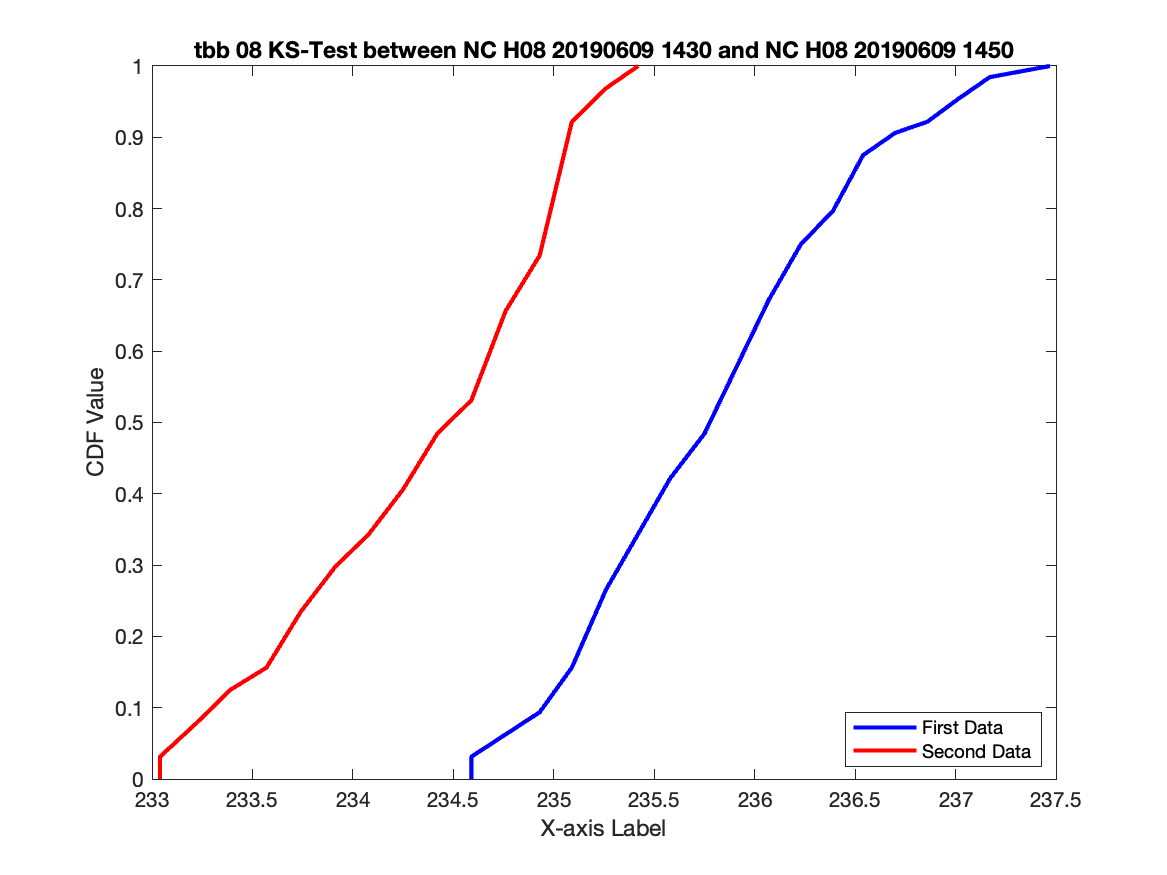 tbb 08 KS-Test between NC H08 20190609 1430 and NC H08 20190609 1450
1
0.9
0.8
0.7
0.6
0.5
0.4
0.3
0.2
0.1
0
CDF Value
First Data
Second Data
233 233.5 234 234.5 235 235.5 236 236.5 237 237.5
X-axis Label